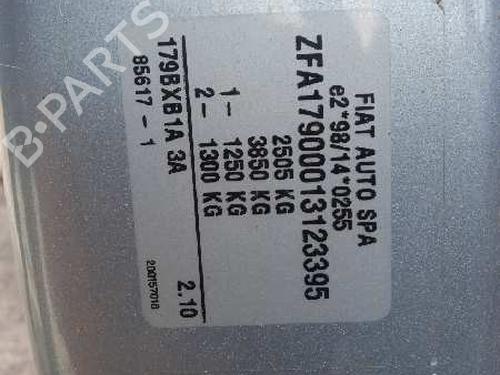 FIAT AUTO SPA
e2*98/14*0255
ZFA17900013123395
2505 KG
3850 KG
1- 1250 KG
2- 1300 KG
179BXB1A 3A 2.10
85617 - 1
200157018